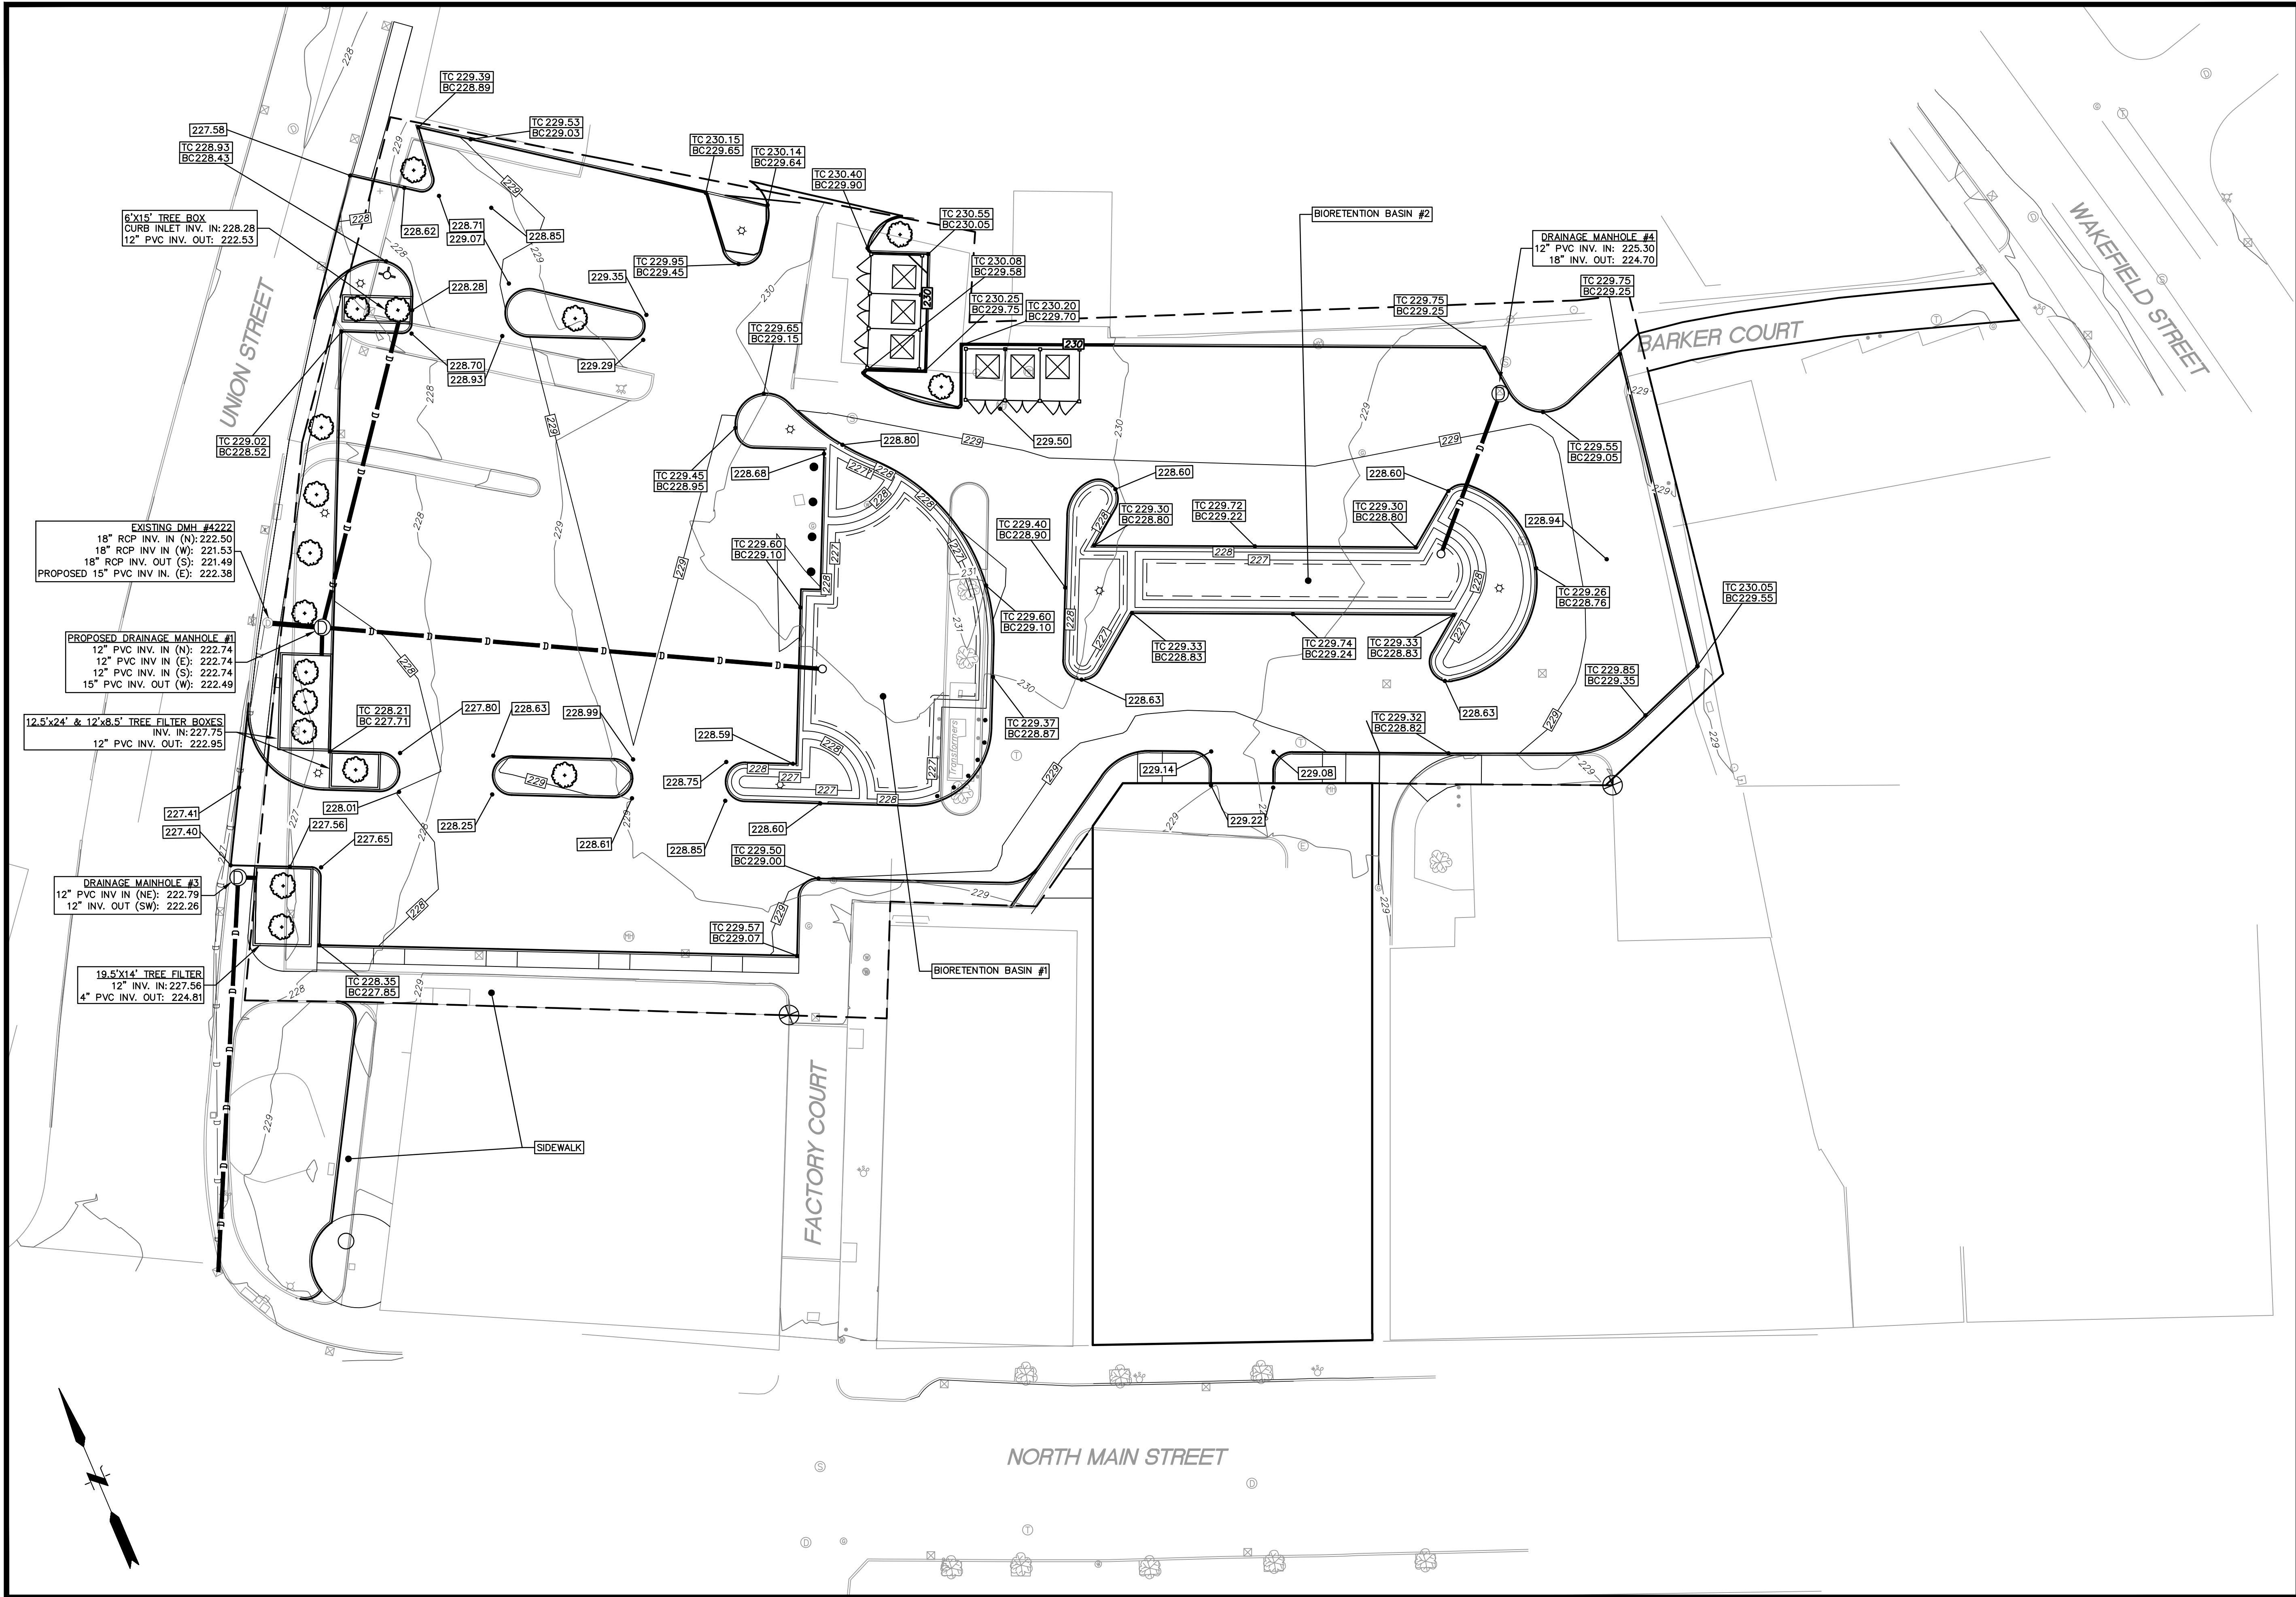 TC 229.39
BC228.89
227.58
TC 228.93
BC228.43
TC 229.53
BC229.03
TC 230.15
BC229.65
TC 230.14
BC229.64
TC 230.40
BC229.90
TC 230.55
BC230.05
6'X15' TREE BOX
CURB INLET INV. IN: 228.28
12" PVC INV. OUT: 222.53
228.62
228.71
229.07
228.85
TC 229.95
BC229.45
229.35
TC 230.08
BC229.58
TC 230.25
BC229.75
TC 230.20
BC229.70
BIORETENTION BASIN #2
DRAINAGE MANHOLE #4
12" PVC INV. IN: 225.30
18" INV. OUT: 224.70
TC 229.75
BC229.25
TC 229.75
BC229.25
WAKEFIELD STREET
BARKER COURT
UNION STREET
228.28
228.70
228.93
229.29
TC 229.65
BC229.15
TC 229.02
BC228.52
TC 229.45
BC228.95
228.68
228.80
229.50
228.60
228.60
TC 229.55
BC229.05
TC 229.40
BC228.90
TC 229.30
BC228.80
TC 229.72
BC229.22
TC 229.30
BC228.80
228.94
EXISTING DMH #4222
18" RCP INV. IN (N): 222.50
18" RCP INV IN (W): 221.53
18" RCP INV. OUT (S): 221.49
PROPOSED 15" PVC INV IN. (E): 222.38
TC 229.60
BC229.10
TC 229.60
BC229.10
TC 229.26
BC228.76
TC 230.05
BC229.55
PROPOSED DRAINAGE MANHOLE #1
12" PVC INV. IN (N): 222.74
12" PVC INV IN (E): 222.74
12" PVC INV. IN (S): 222.74
15" PVC INV. OUT (W): 222.49
TC 229.33
BC228.83
TC 229.74
BC229.24
TC 229.33
BC228.83
TC 229.85
BC229.35
12.5'x24' & 12'x8.5' TREE FILTER BOXES
INV. IN: 227.75
12" PVC INV. OUT: 222.95
TC 228.21
BC 227.71
227.80
228.63
228.99
228.59
228.75
Transformers
TC 229.37
BC228.87
228.63
228.63
TC 229.32
BC228.82
229.14
229.08
229.22
227.41
227.40
228.01
227.56
227.65
228.25
228.61
228.85
228.60
TC 229.50
BC229.00
DRAINAGE MAINHOLE #3
12" PVC INV IN (NE): 222.79
12" INV. OUT (SW): 222.26
TC 229.57
BC229.07
BIORETENTION BASIN #1
19.5'X14' TREE FILTER
12" INV. IN: 227.56
4" PVC INV. OUT: 224.81
TC 228.35
BC227.85
SIDEWALK
FACTORY COURT
NORTH MAIN STREET